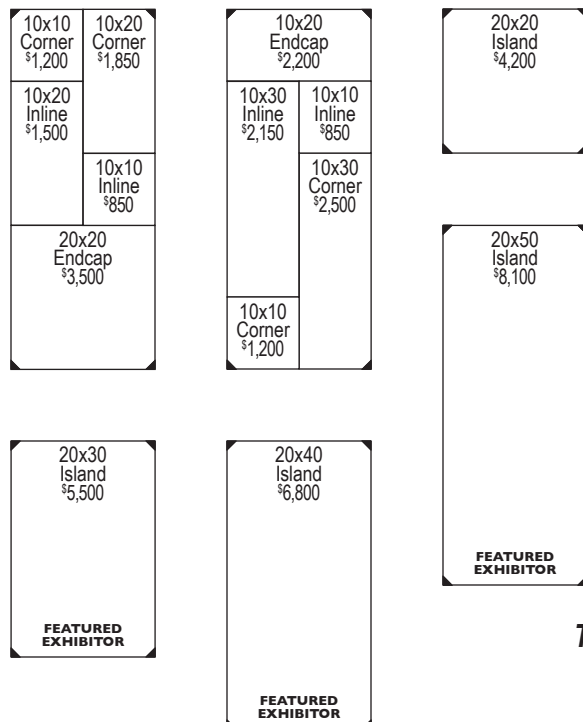 10x10
Corner
$1,200
10x20
Corner
$1,850
10x20
Inline
$1,500
10x10
Inline
$850
20x20
Endcap
$3,500
10x20
Endcap
$2,200
10x30
Inline
$2,150
10x10
Inline
$850
10x30
Corner
$2,500
10x10
Corner
$1,200
20x20
Island
$4,200
20x50
Island
$8,100
FEATURED
EXHIBITOR
20x30
Island
$5,500
FEATURED
EXHIBITOR
20x40
Island
$6,800
FEATURED
EXHIBITOR
T